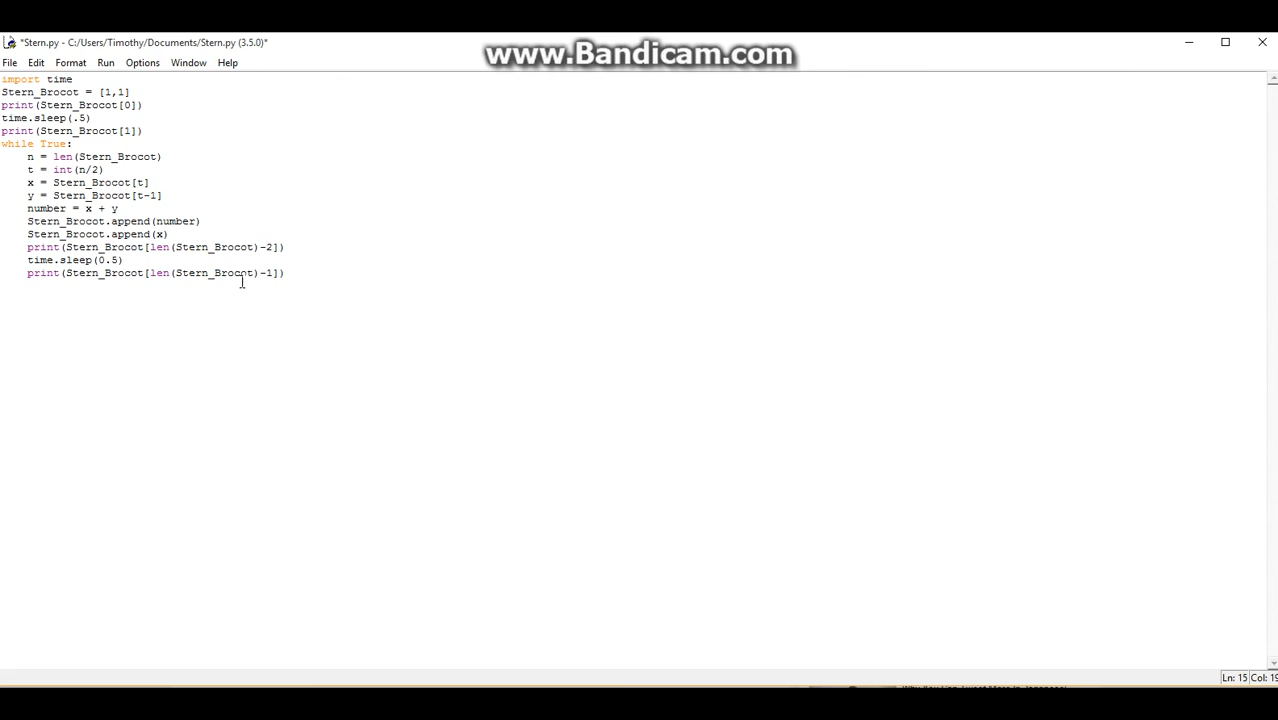 *Stern.py - C:/Users/Timothy/Documents/Stern.py (3.5.0)*
www.Bandicam.com
File Edit Format Run Options Window Help
import time
Stern_Brocot = [1,1]
print(Stern_Brocot[0])
time.sleep(.5)
print(Stern_Brocot[1])
while True:
    n = len(Stern_Brocot)
    t = int(n/2)
    x = Stern_Brocot[t]
    y = Stern_Brocot[t-1]
    number = x + y
    Stern_Brocot.append(number)
    Stern_Brocot.append(x)
    print(Stern_Brocot[len(Stern_Brocot)-2])
    time.sleep(0.5)
    print(Stern_Brocot[len(Stern_Brocot)-1])
Ln: 15 Col: 19